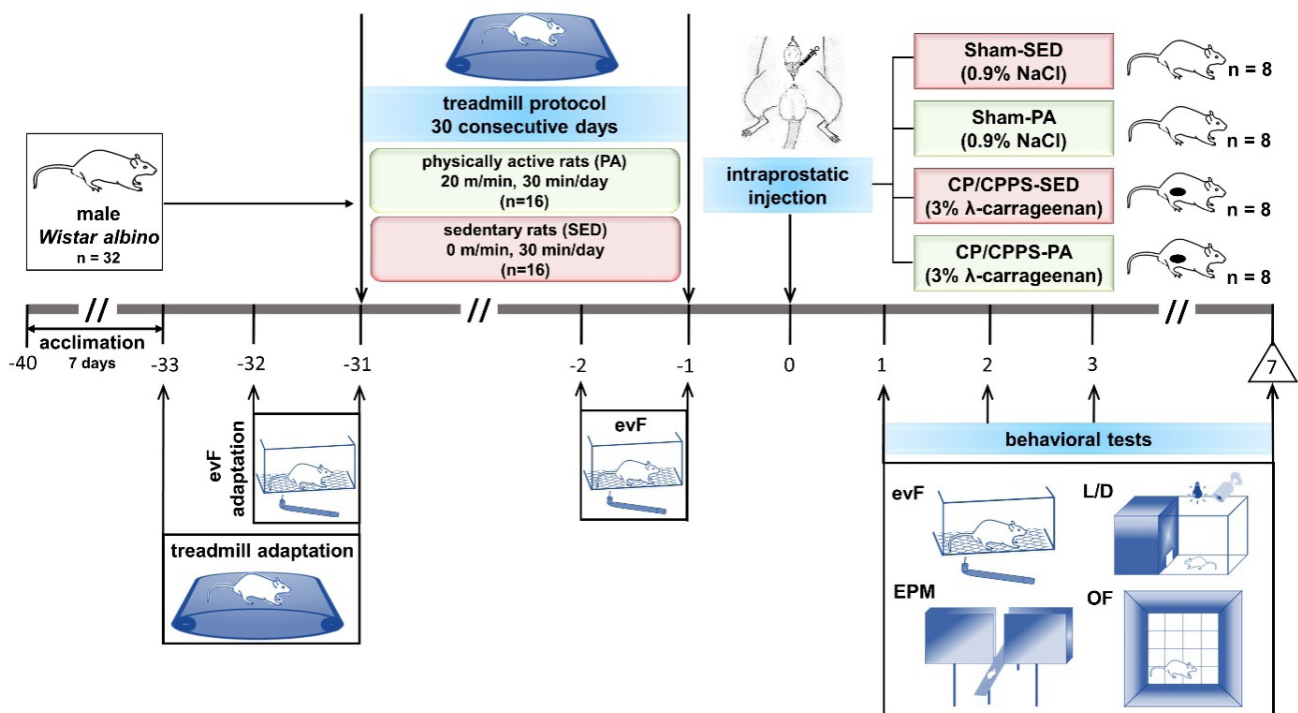 male
Wistar albino
n = 32
treadmill protocol
30 consecutive days
physically active rats (PA)
20 m/min, 30 min/day
(n=16)
sedentary rats (SED)
0 m/min, 30 min/day
(n=16)
intraprostatic
injection
Sham-SED
(0.9% NaCl)
n = 8
Sham-PA
(0.9% NaCl)
n = 8
CP/CPPS-SED
(3% λ-carrageenan)
n = 8
CP/CPPS-PA
(3% λ-carrageenan)
n = 8
//
//
//
acclimation
7 days
-40
-33
-32
-31
-2
-1
0
1
2
3
7
evF
adaptation
treadmill adaptation
evF
behavioral tests
evF
L/D
EPM
OF